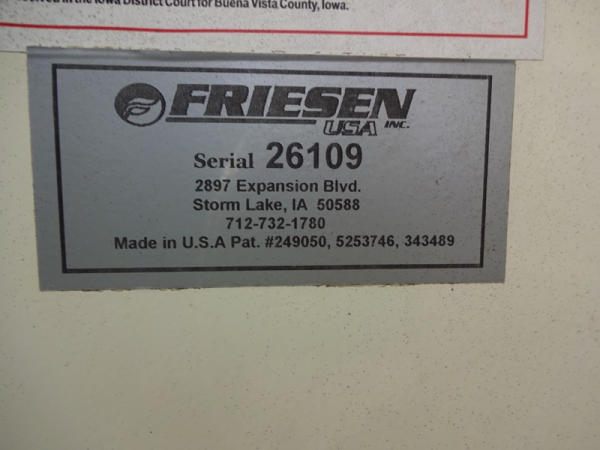 in the Iowa District Court for Buena Vista County, Iowa.
FRIESEN
USA INC.
Serial 26109
2897 Expansion Blvd.
Storm Lake, IA 50588
712-732-1780
Made in U.S.A Pat. #249050, 5253746, 343489